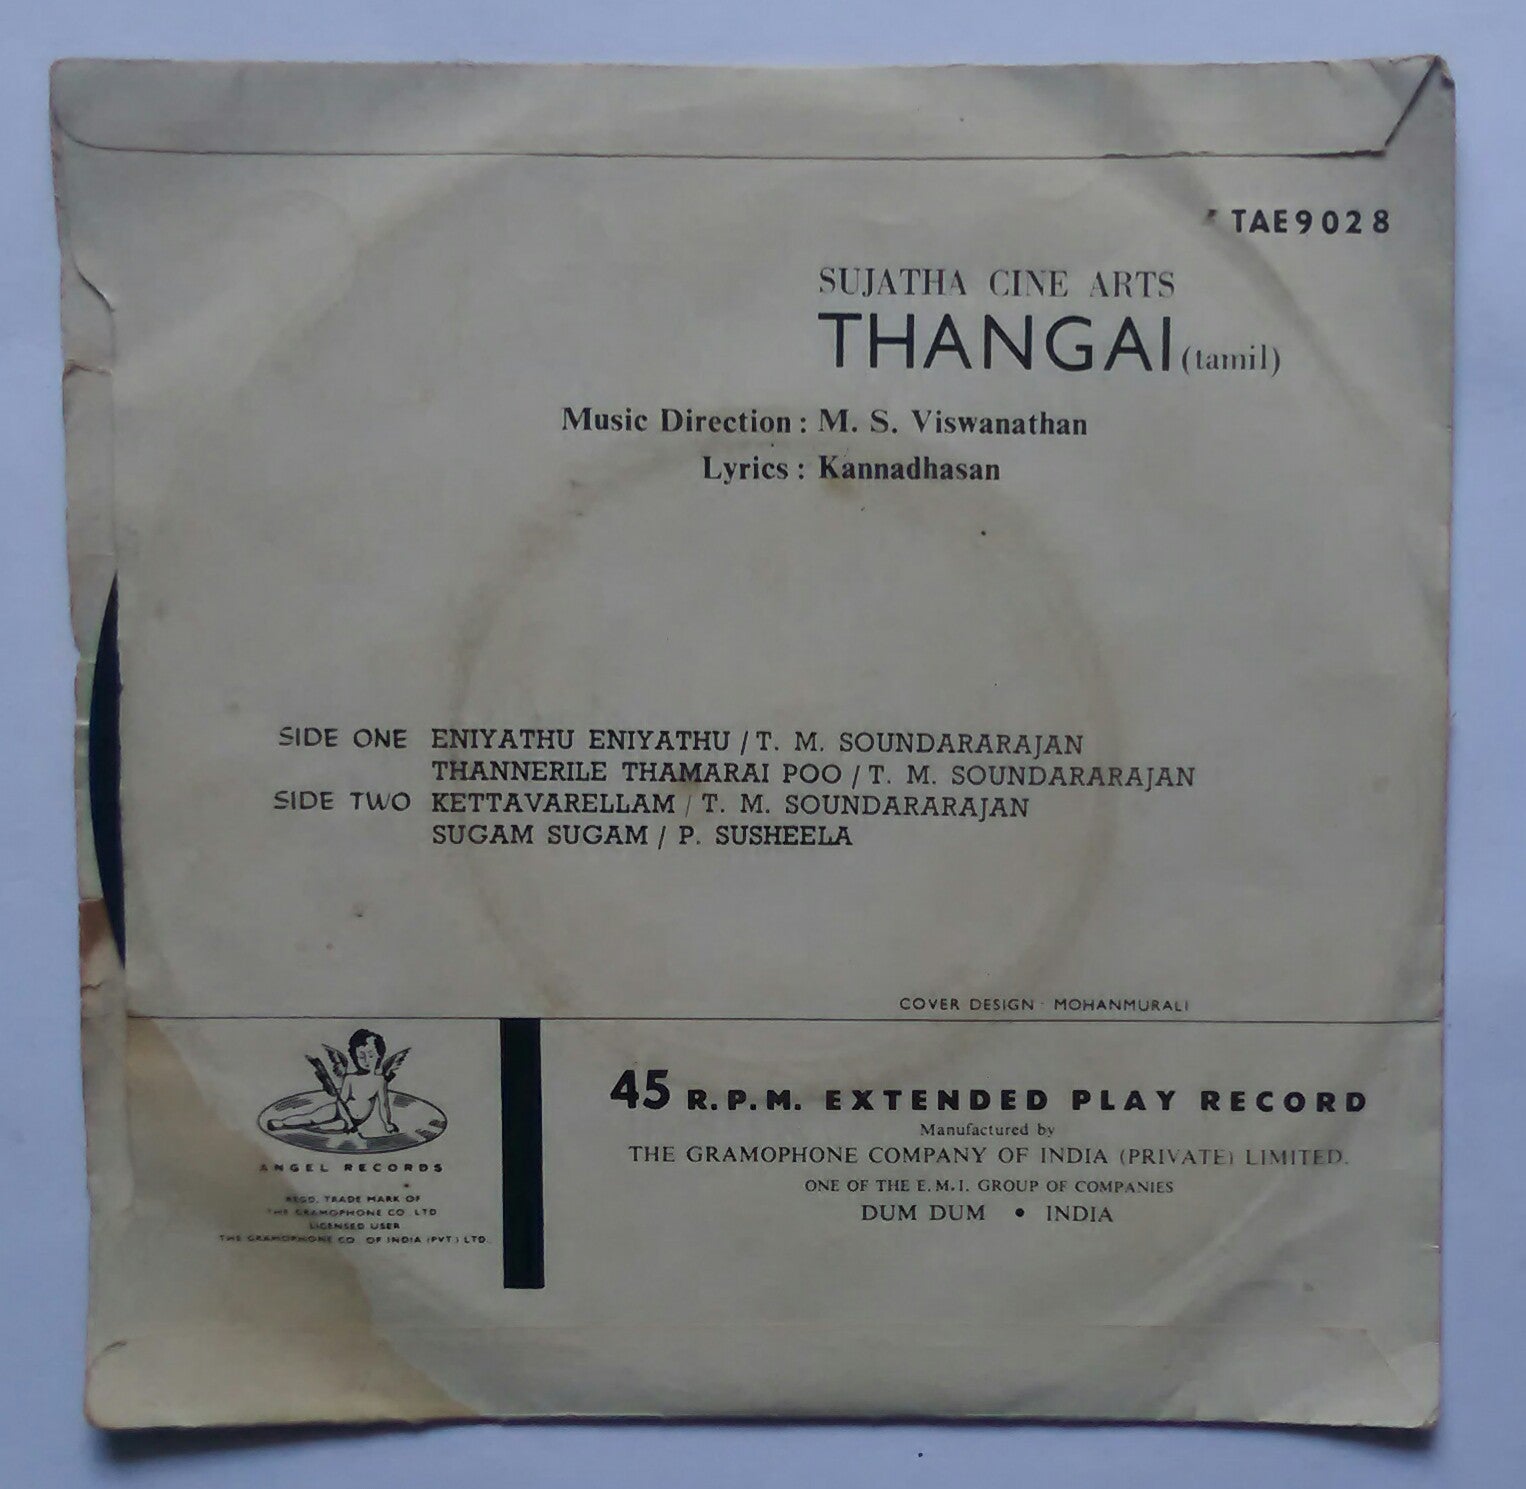 TAE9028
SUJATHA CINE ARTS
THANGAI (tamil)
Music Direction : M. S. Viswanathan
Lyrics : Kannadhasan
SIDE ONE ENIYATHU ENIYATHU / T. M. SOUNDARARAJAN
THANNERILE THAMARAI POO / T. M. SOUNDARARAJAN
SIDE TWO KETTAVARELLAM / T. M. SOUNDARARAJAN
SUGAM SUGAM / P. SUSHEELA
COVER DESIGN · MOHANMURALI
ANGEL RECORDS
REGD. TRADE MARK OF
THE GRAMOPHONE CO. LTD
LICENSED USER
THE GRAMOPHONE CO. OF INDIA (PVT.) LTD.
45 R.P.M. EXTENDED PLAY RECORD
Manufactured by
THE GRAMOPHONE COMPANY OF INDIA (PRIVATE) LIMITED.
ONE OF THE E.M.I. GROUP OF COMPANIES
DUM DUM • INDIA